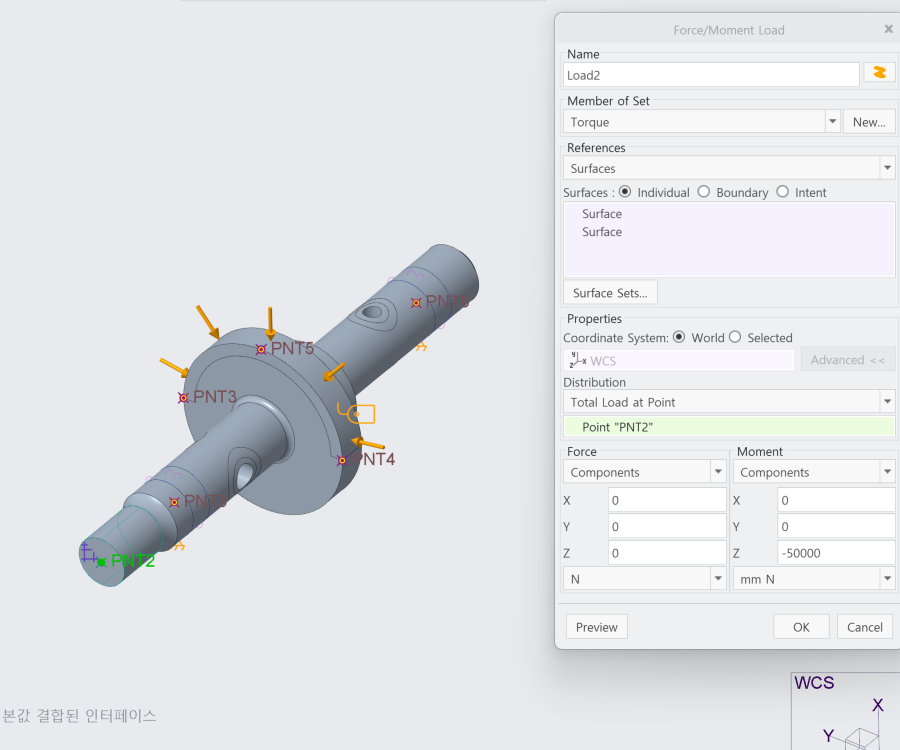 Force/Moment Load
Name
Load2
Member of Set
Torque
New...
References
Surfaces
Surfaces : Individual Boundary Intent
Surface
Surface
Surface Sets...
Properties
Coordinate System: World Selected
WCS
Advanced <<
Distribution
Total Load at Point
Point "PNT2"
Force
Components
X 0
Y 0
Z 0
N
Moment
Components
X 0
Y 0
Z -50000
mm N
Preview
OK
Cancel
PNT5
PNT3
PNT4
PNT2
본값 결합된 인터페이스
WCS
X
Y